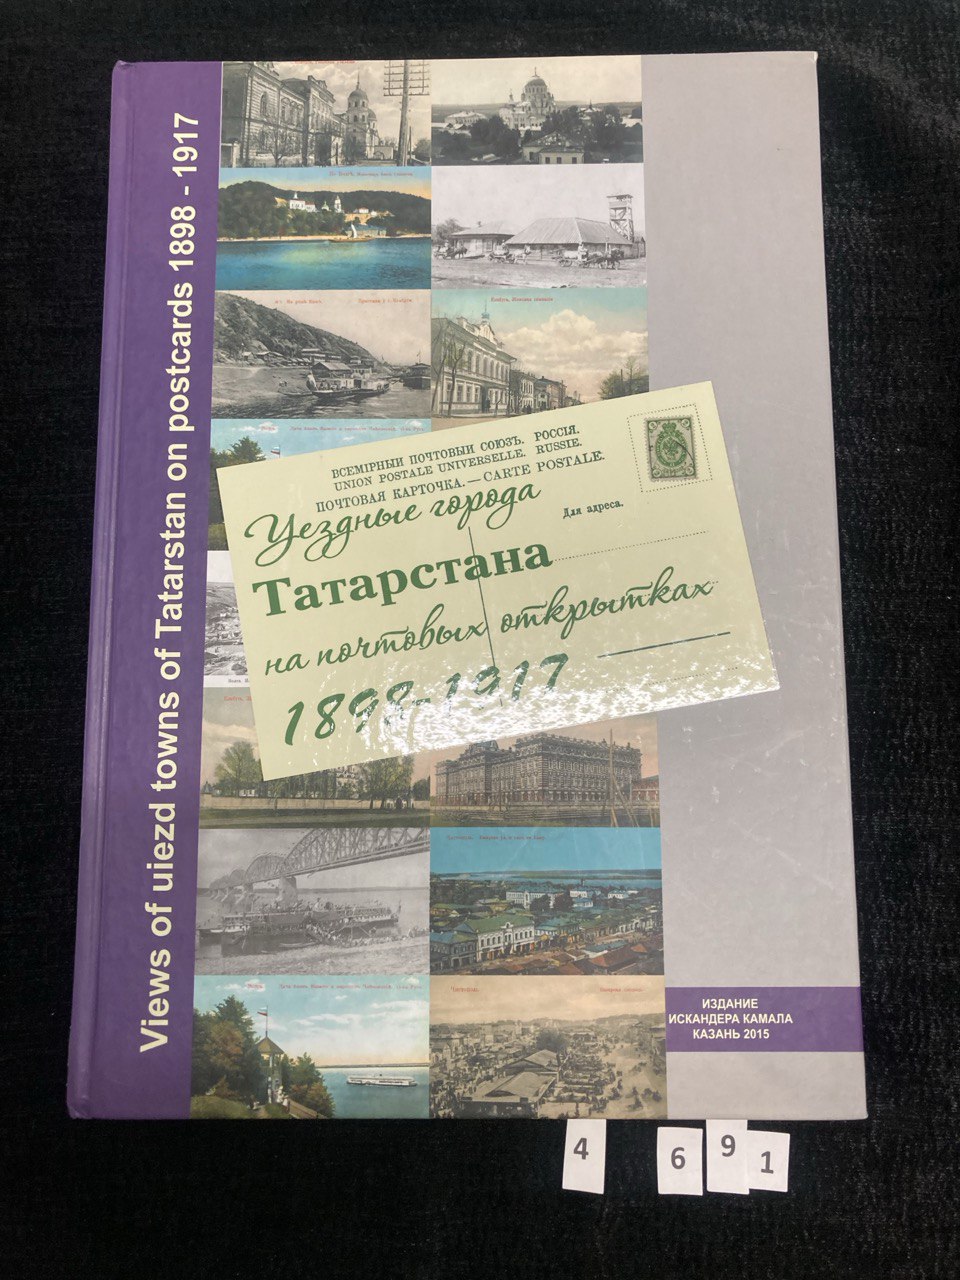 Views of uiezd towns of Tatarstan on postcards 1898 - 1917
ВСЕМІРНЫЙ ПОЧТОВЫЙ СОЮЗЪ. РОССІЯ.
UNION POSTALE UNIVERSELLE. RUSSIE.
ПОЧТОВАЯ КАРТОЧКА.—CARTE POSTALE.
Для адреса.
Уездные города
Татарстана
на почтовых открытках
1898-1917
ИЗДАНИЕ
ИСКАНДЕРА КАМАЛА
КАЗАНЬ 2015
4 6 9 1